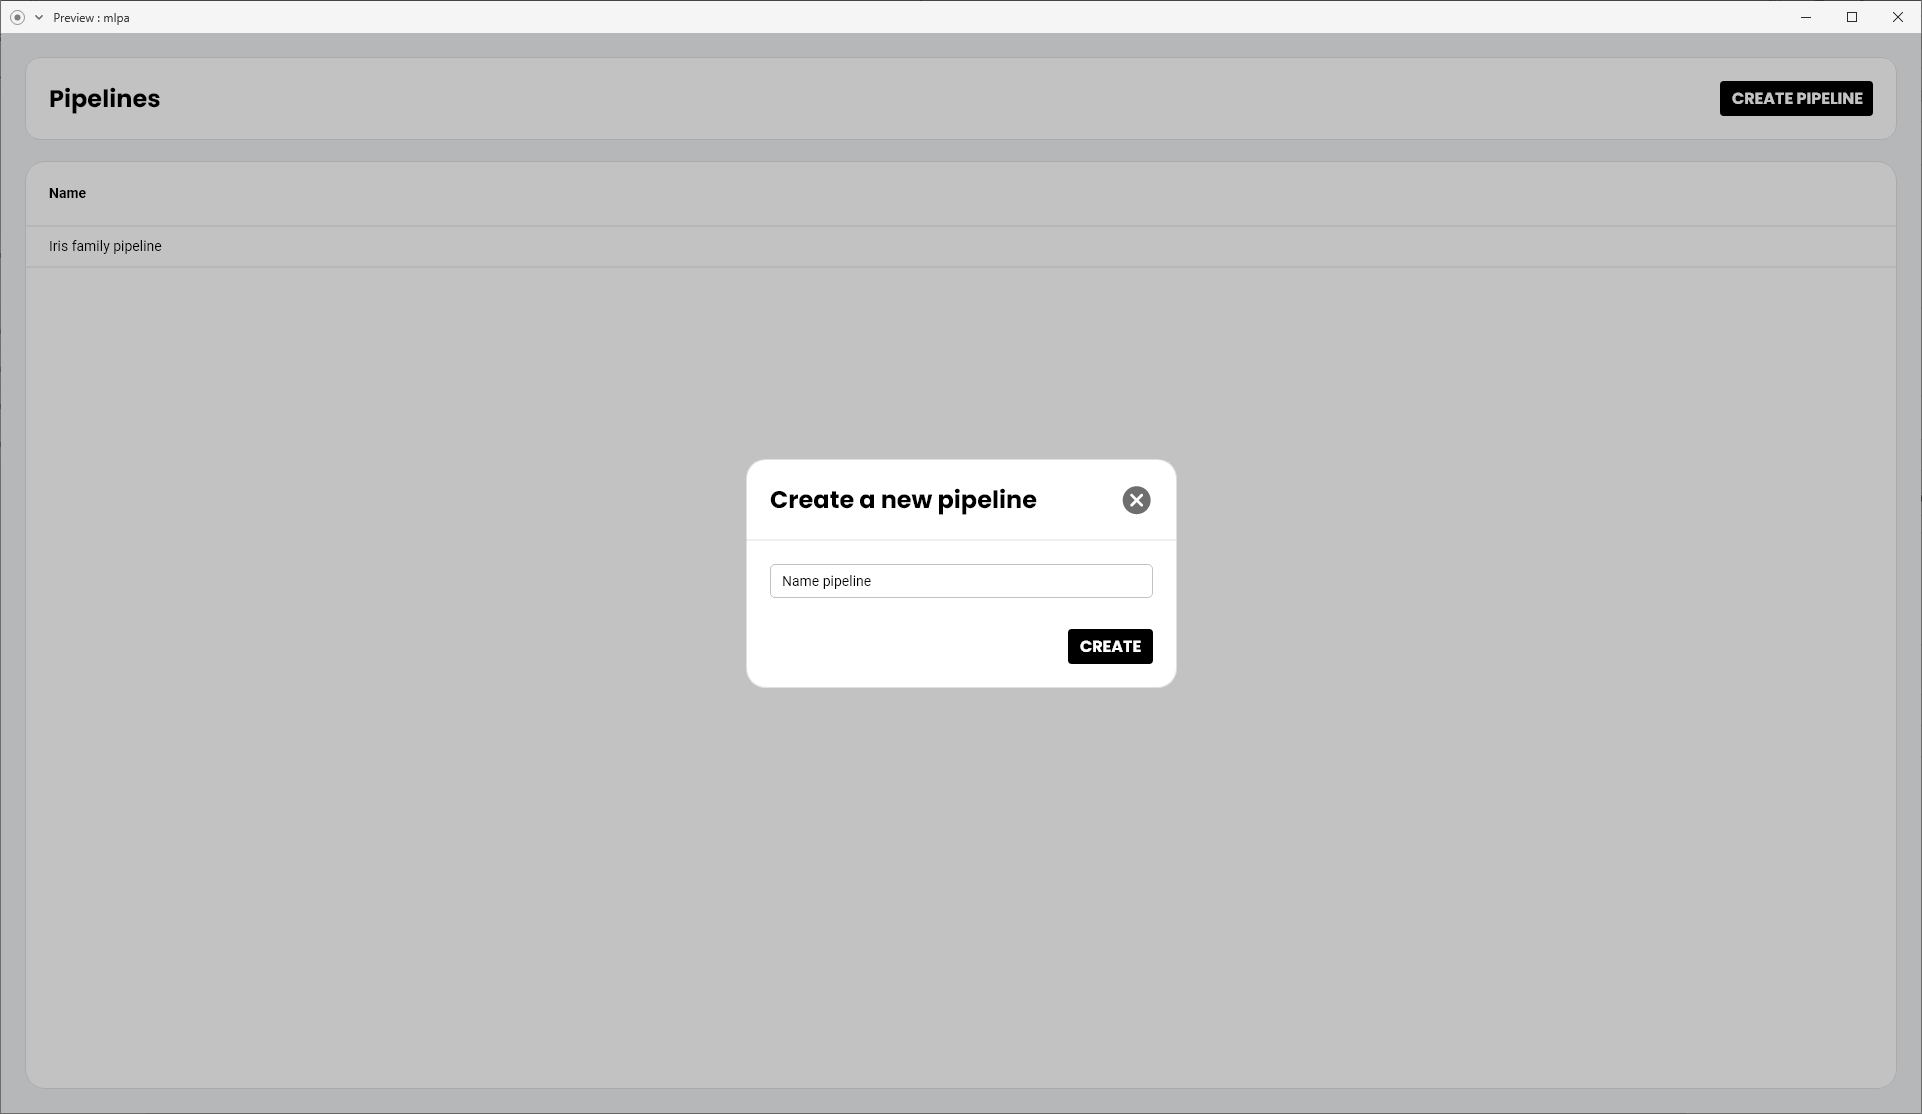 Preview : mlpa
Pipelines
CREATE PIPELINE
Name
Iris family pipeline
Create a new pipeline
Name pipeline
CREATE